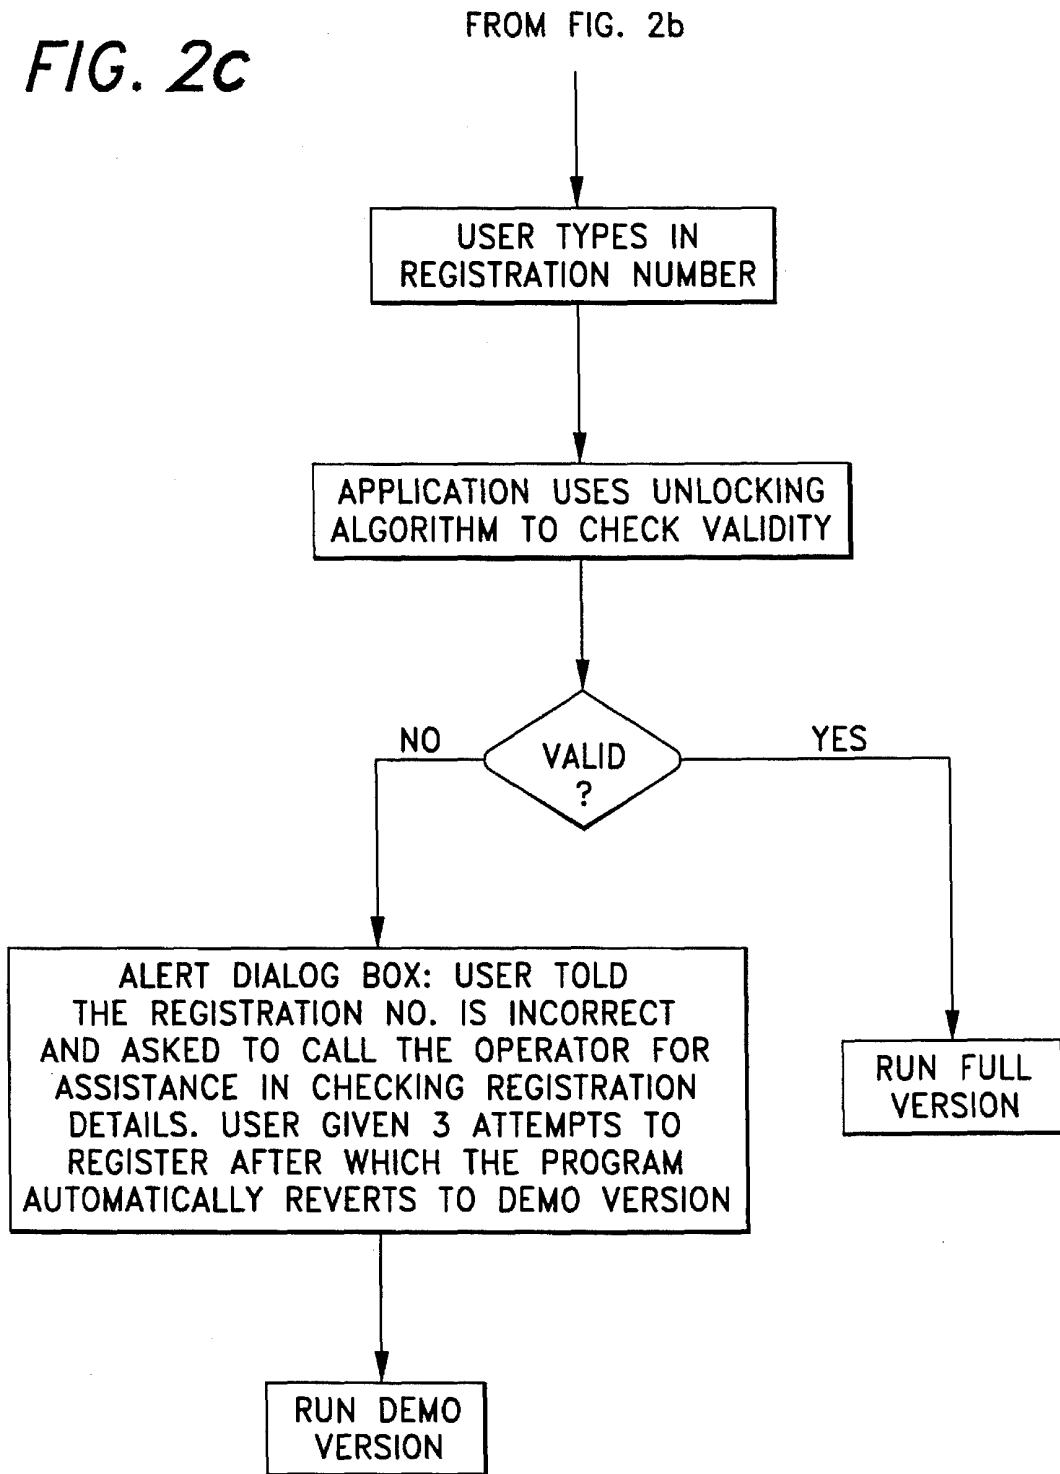 FROM FIG. 2b
FIG. 2c
USER TYPES IN
REGISTRATION NUMBER
APPLICATION USES UNLOCKING
ALGORITHM TO CHECK VALIDITY
NO
VALID
?
YES
ALERT DIALOG BOX: USER TOLD
THE REGISTRATION NO. IS INCORRECT
AND ASKED TO CALL THE OPERATOR FOR
ASSISTANCE IN CHECKING REGISTRATION
DETAILS. USER GIVEN 3 ATTEMPTS TO
REGISTER AFTER WHICH THE PROGRAM
AUTOMATICALLY REVERTS TO DEMO VERSION
RUN FULL
VERSION
RUN DEMO
VERSION